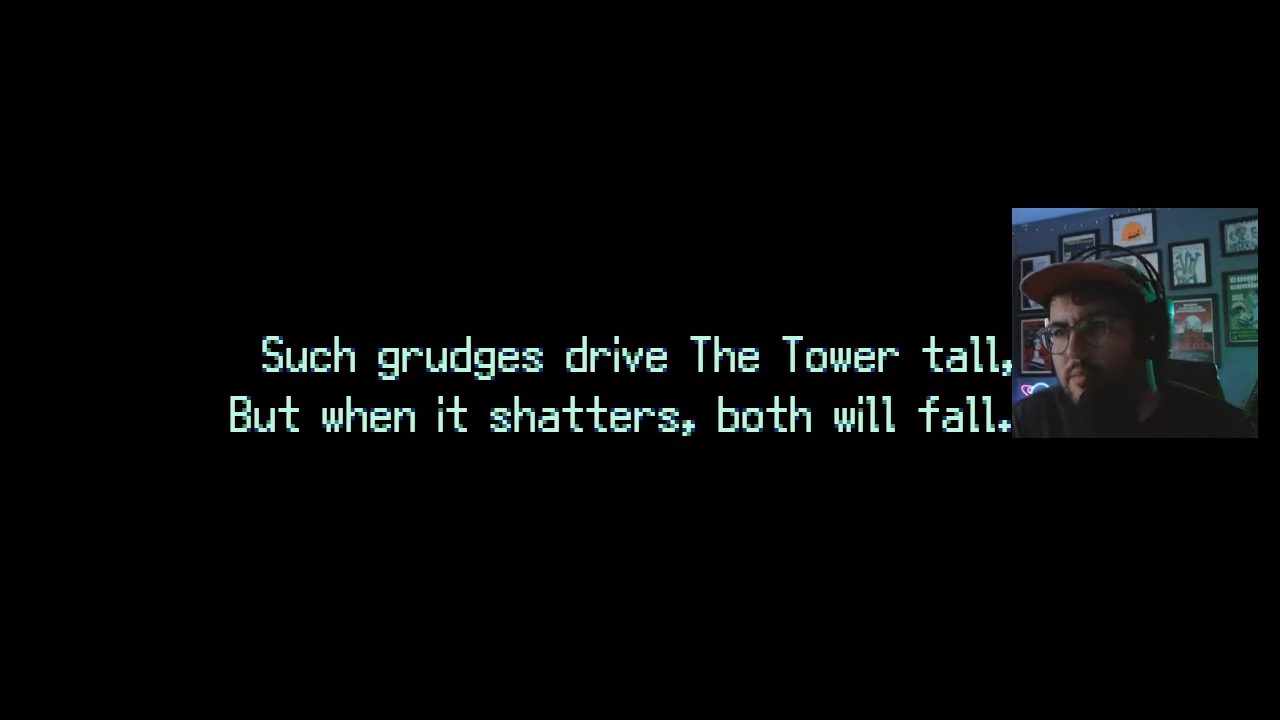 Such grudges drive The Tower tall,
But when it shatters, both will fall.